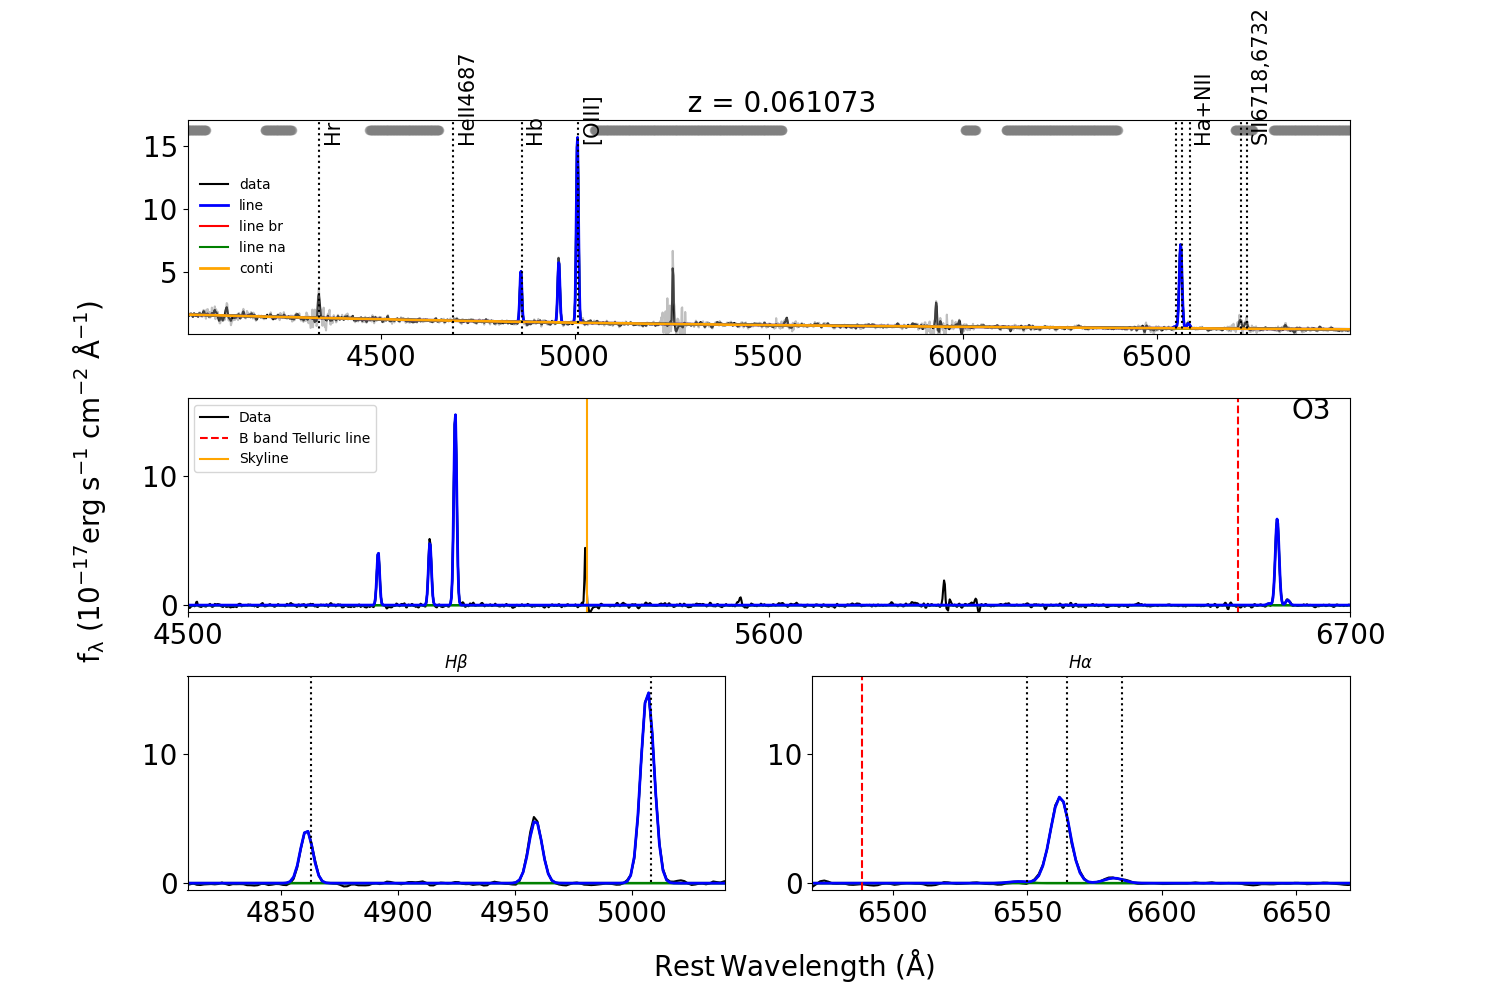 z = 0.061073
Hr
HeII4687
Hb
[OIII]
Ha+NII
SII6718,6732
15
10
5
data
line
line br
line na
conti
4500 5000 5500 6000 6500
fλ (10⁻¹⁷erg s⁻¹ cm⁻² Å⁻¹)
O3
Data
B band Telluric line
Skyline
10
0
4500 5600 6700
Hβ
10
0
4850 4900 4950 5000
Hα
10
0
6500 6550 6600 6650
Rest Wavelength (Å)